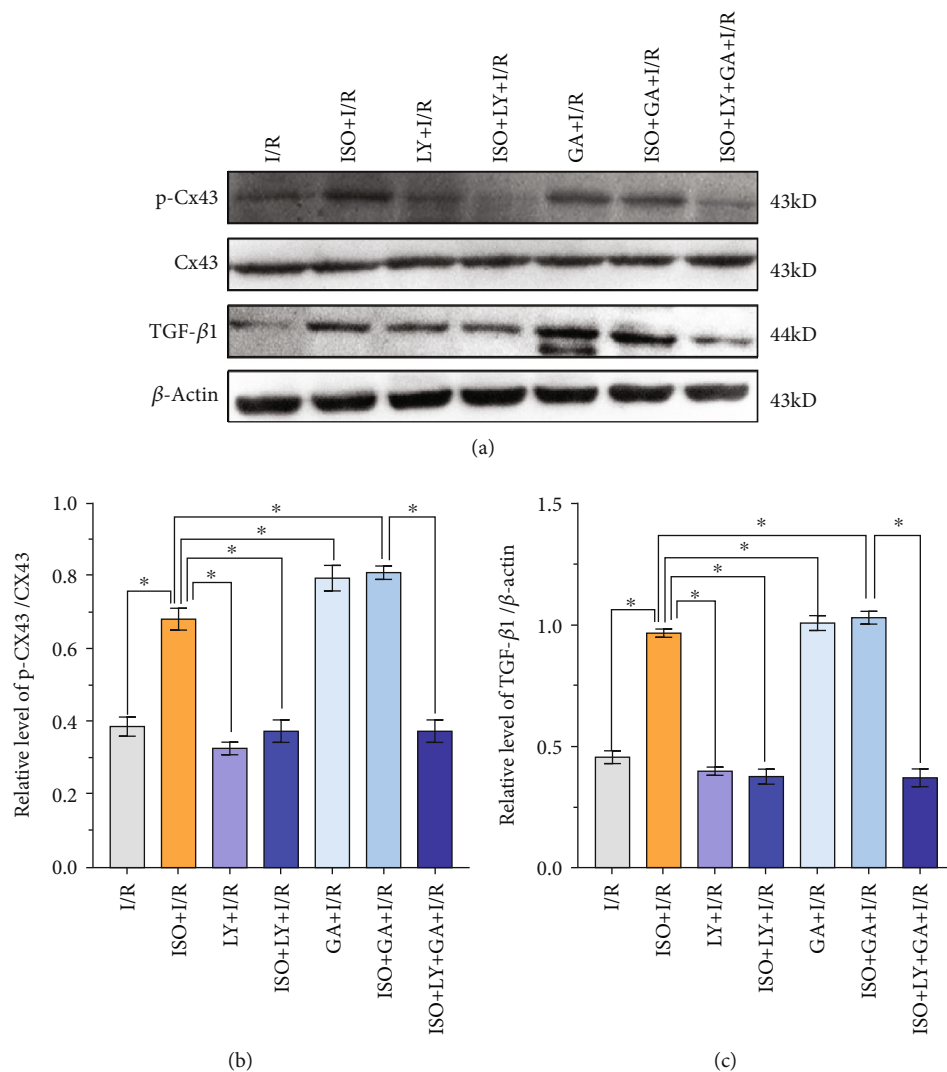 I/R
ISO+I/R
LY+I/R
ISO+LY+I/R
GA+I/R
ISO+GA+I/R
ISO+LY+GA+I/R
p-Cx43
43kD
Cx43
43kD
TGF-β1
44kD
β-Actin
43kD
(a)
Relative level of p-CX43/CX43
1.0
0.8
0.6
0.4
0.2
0.0
*
*
*
*
*
*
I/R
ISO+I/R
LY+I/R
ISO+LY+I/R
GA+I/R
ISO+GA+I/R
ISO+LY+GA+I/R
(b)
Relative level of TGF-β1/β-actin
1.5
1.0
0.5
0.0
*
*
*
*
*
*
I/R
ISO+I/R
LY+I/R
ISO+LY+I/R
GA+I/R
ISO+GA+I/R
ISO+LY+GA+I/R
(c)